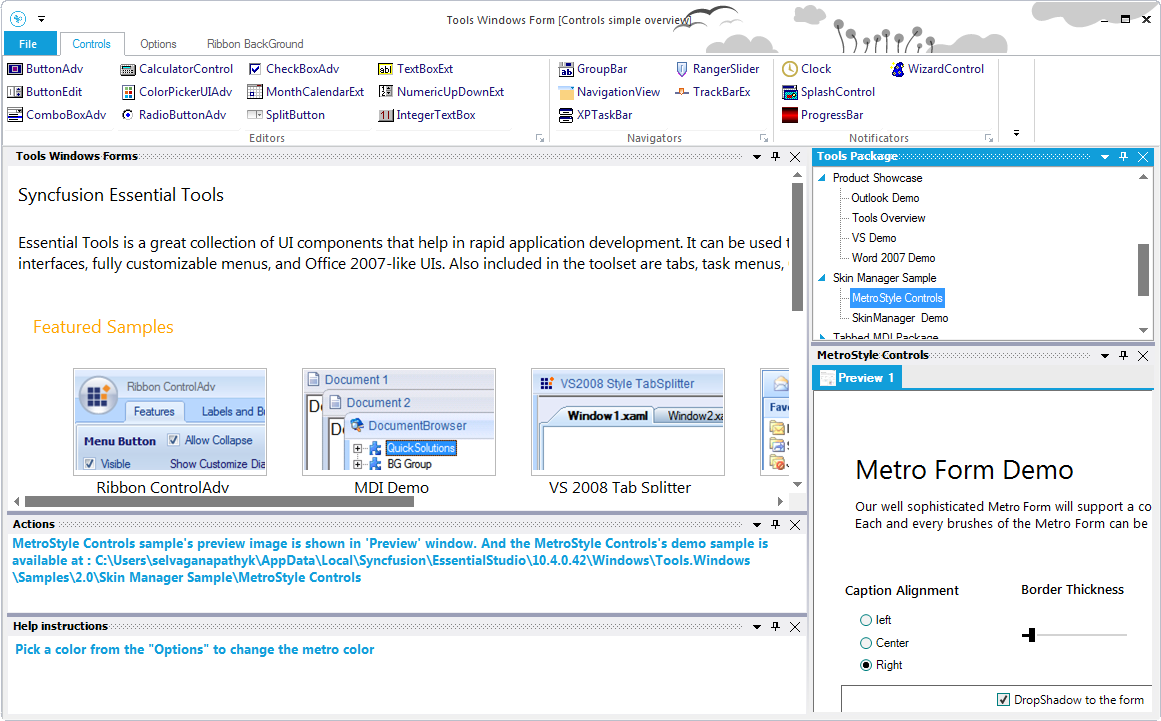 Tools Windows Form [Controls simple overview]
File Controls Options Ribbon BackGround
ButtonAdv CalculatorControl CheckBoxAdv TextBoxExt GroupBar RangerSlider Clock WizardControl
ButtonEdit ColorPickerUIAdv MonthCalendarExt NumericUpDownExt NavigationView TrackBarEx SplashControl
ComboBoxAdv RadioButtonAdv SplitButton IntegerTextBox XPTaskBar ProgressBar
Editors Navigators Notificators
Tools Windows Forms
Syncfusion Essential Tools
Essential Tools is a great collection of UI components that help in rapid application development. It can be used
interfaces, fully customizable menus, and Office 2007-like UIs. Also included in the toolset are tabs, task menus,
Featured Samples
Ribbon ControlAdv
Features Labels and B
Menu Button Allow Collapse
Visible Show Customize Dia
Ribbon ControlAdv
Document 1
Document 2
DocumentBrowser
QuickSolutions
BG Group
MDI Demo
VS2008 Style TabSplitter
Window1.xaml Window2.xa
VS 2008 Tab Splitter
Fav
Actions
MetroStyle Controls sample's preview image is shown in 'Preview' window. And the MetroStyle Controls's demo sample is
available at : C:\Users\selvaganapathyk\AppData\Local\Syncfusion\EssentialStudio\10.4.0.42\Windows\Tools.Windows
\Samples\2.0\Skin Manager Sample\MetroStyle Controls
Help instructions
Pick a color from the "Options" to change the metro color
Tools Package
Product Showcase
Outlook Demo
Tools Overview
VS Demo
Word 2007 Demo
Skin Manager Sample
MetroStyle Controls
SkinManager Demo
Tabbed MDI Package
MetroStyle Controls
Preview 1
Metro Form Demo
Our well sophisticated Metro Form will support a co
Each and every brushes of the Metro Form can be
Caption Alignment Border Thickness
left
Center
Right
DropShadow to the form